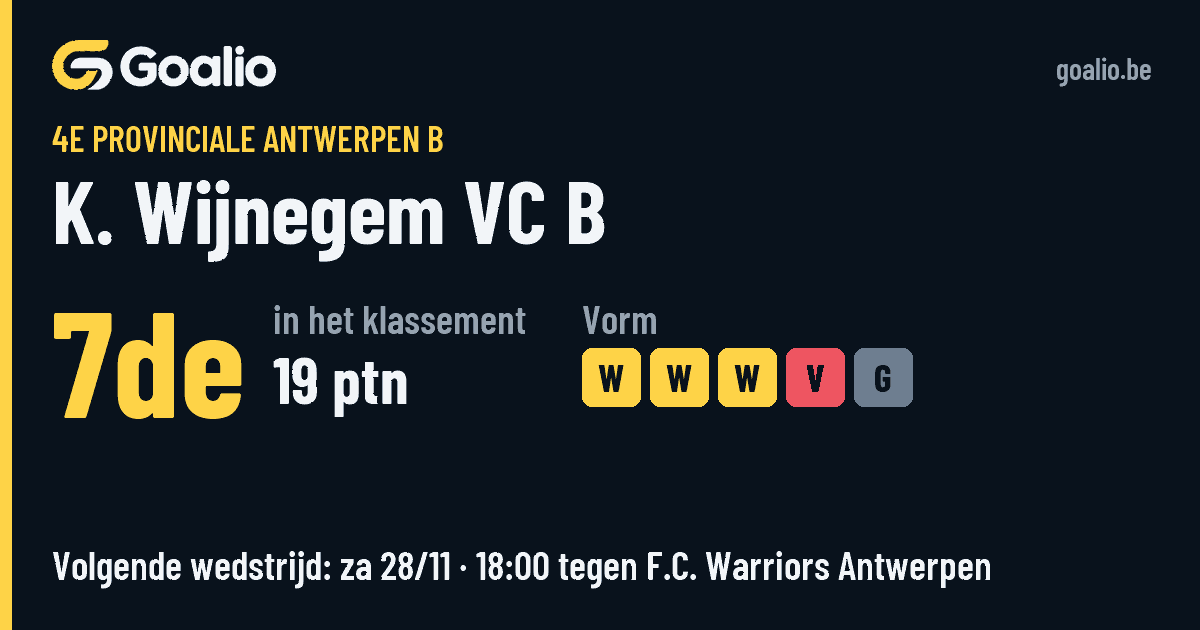 Goalio
goalio.be
4E PROVINCIALE ANTWERPEN B
K. Wijnegem VC B
7de
in het klassement
19 ptn
Vorm
W W W V G
Volgende wedstrijd: za 28/11 · 18:00 tegen F.C. Warriors Antwerpen